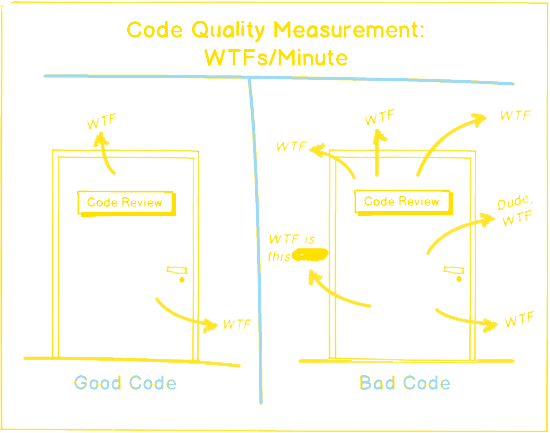 Code Quality Measurement:
WTFs/Minute
WTF
Code Review
WTF
Good Code
WTF
WTF
WTF
Code Review
Dude,
WTF
WTF is
this
WTF
Bad Code